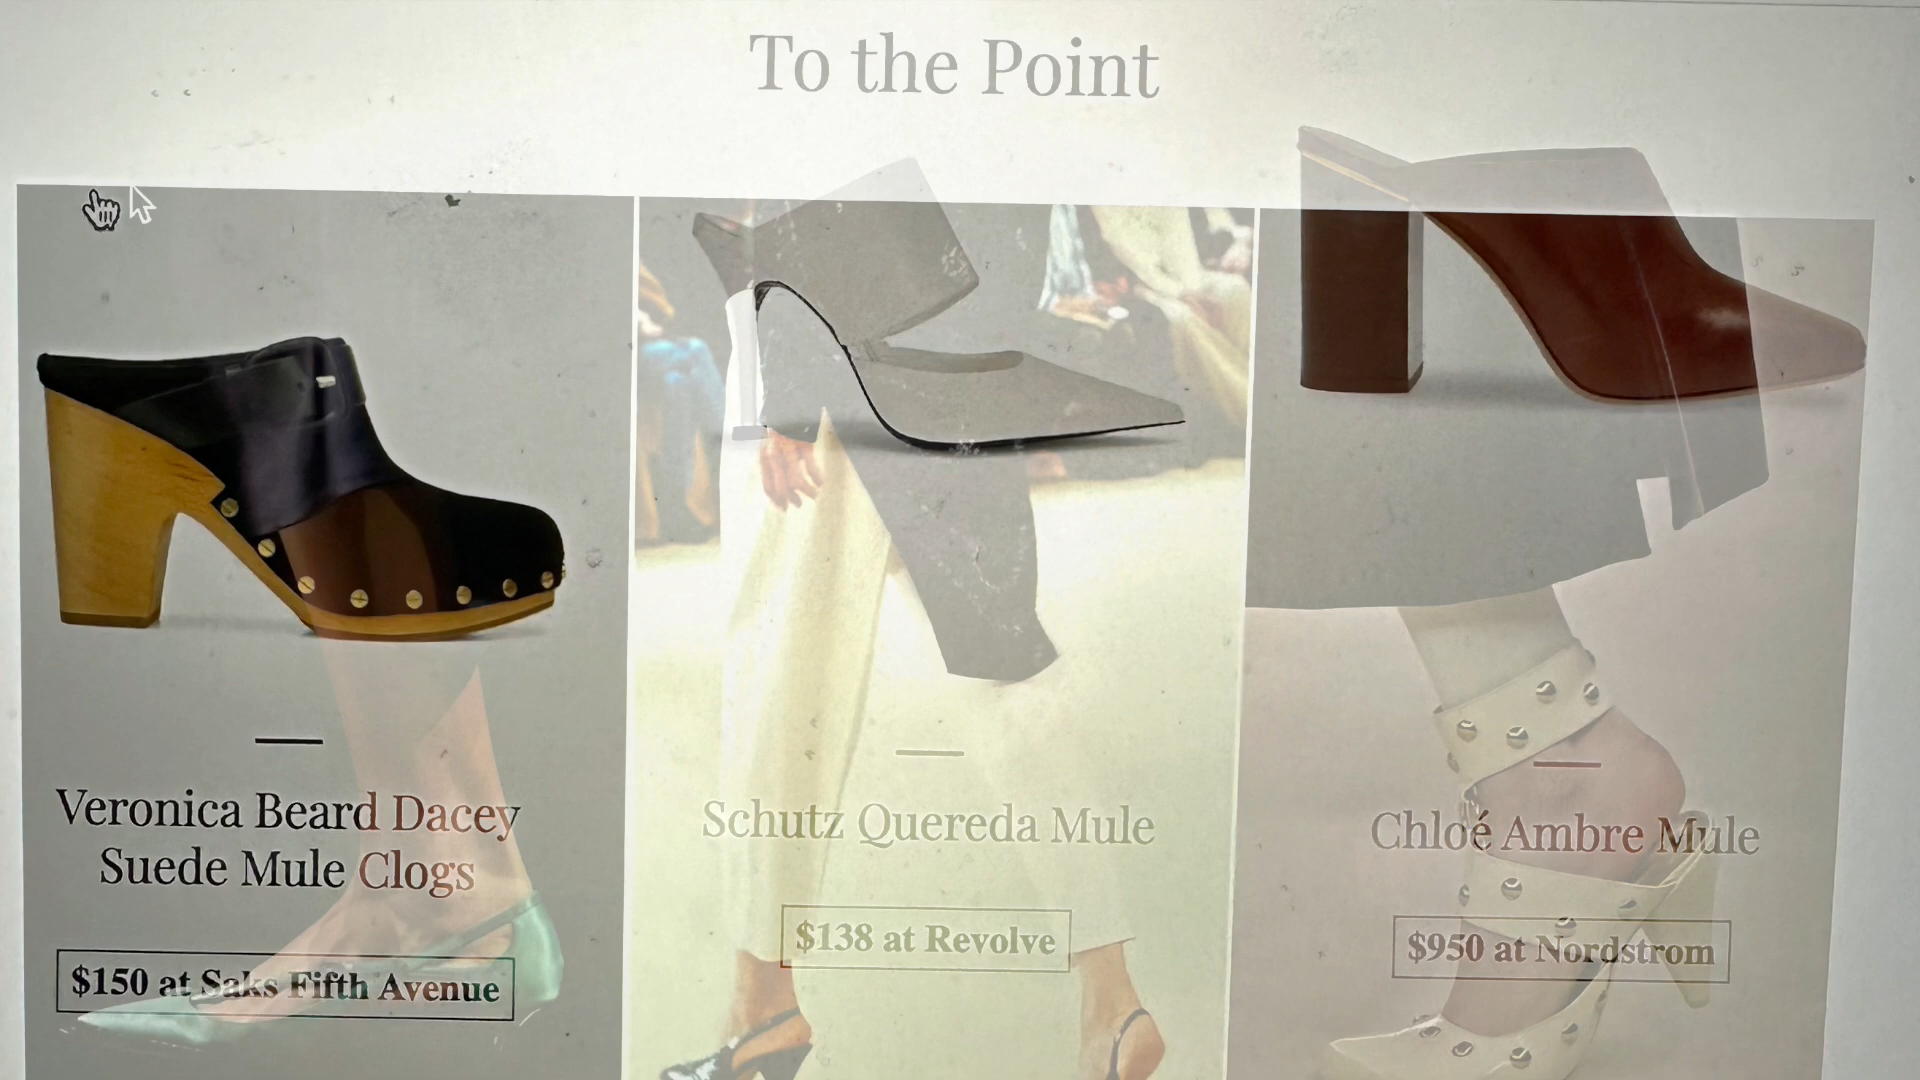 To the Point
Veronica Beard Dacey
Suede Mule Clogs
$150 at Saks Fifth Avenue
Schutz Quereda Mule
$138 at Revolve
Chloé Ambre Mule
$950 at Nordstrom